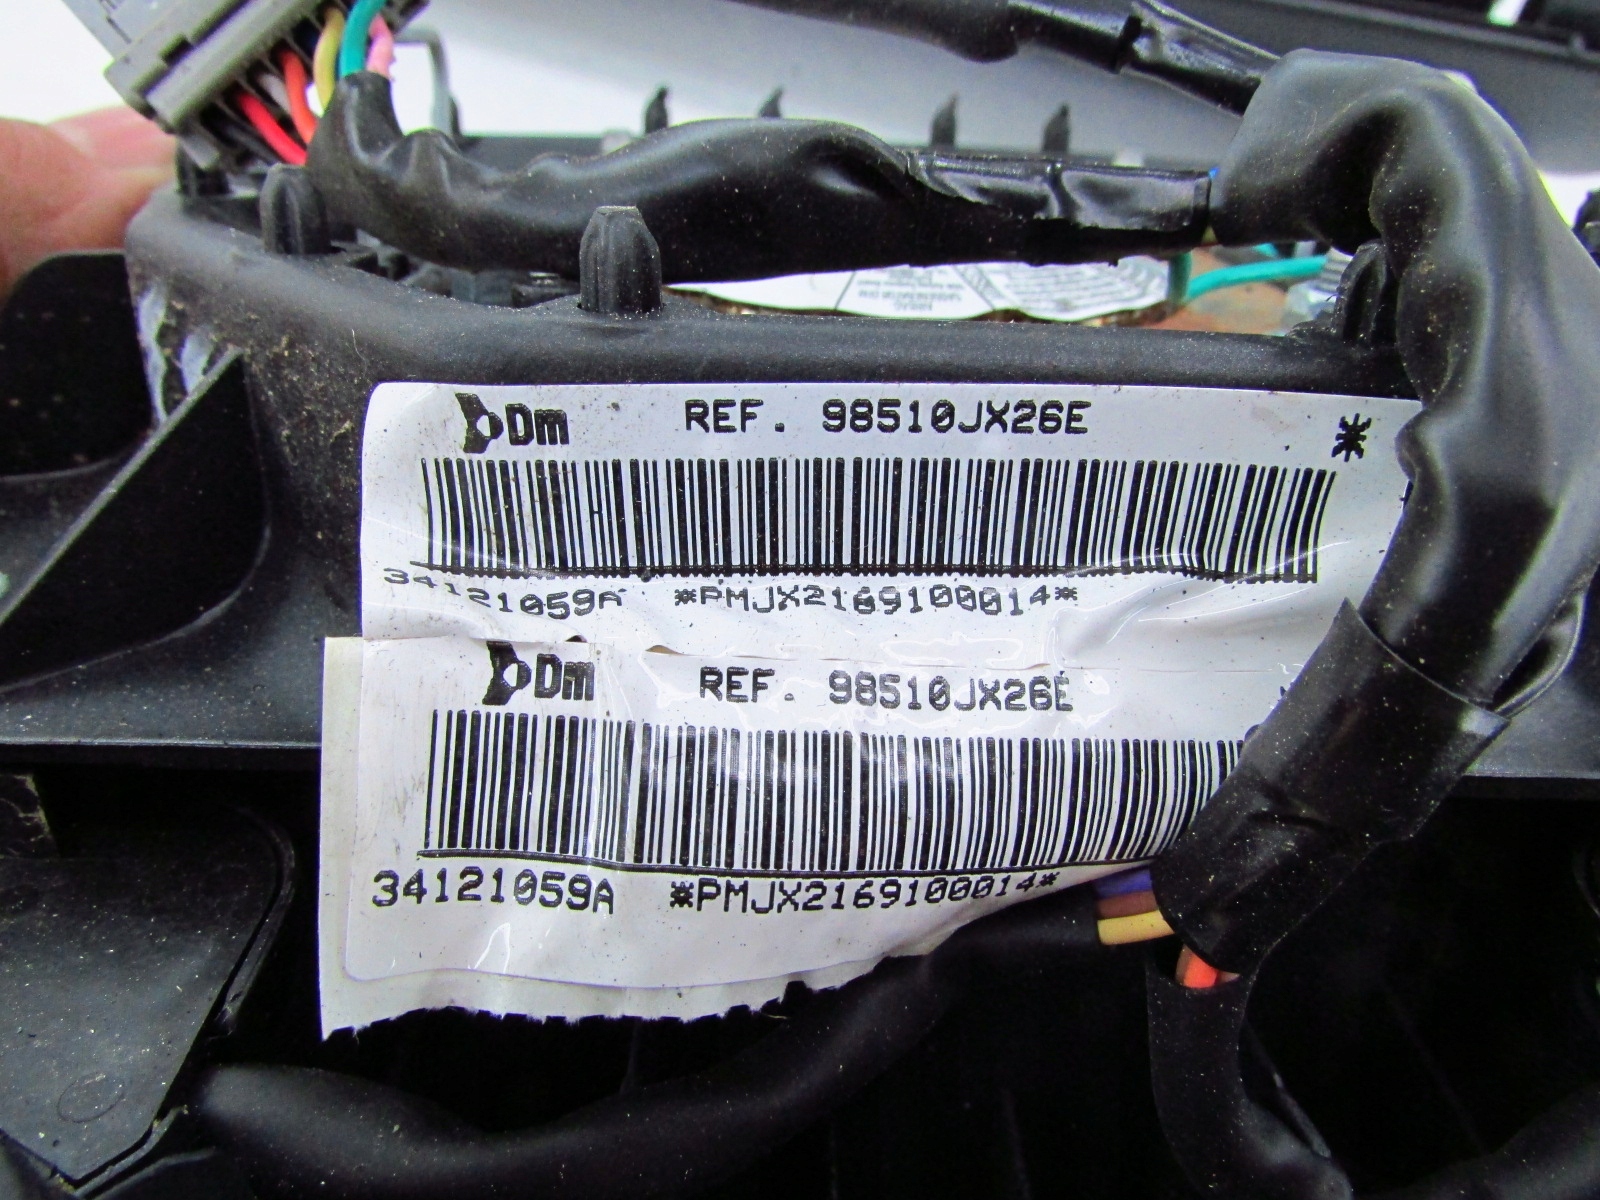 Dm REF. 98510JX26E *
34121059A *PMJX2169100014*
Dm REF. 98510JX26E
34121059A *PMJX2169100014*